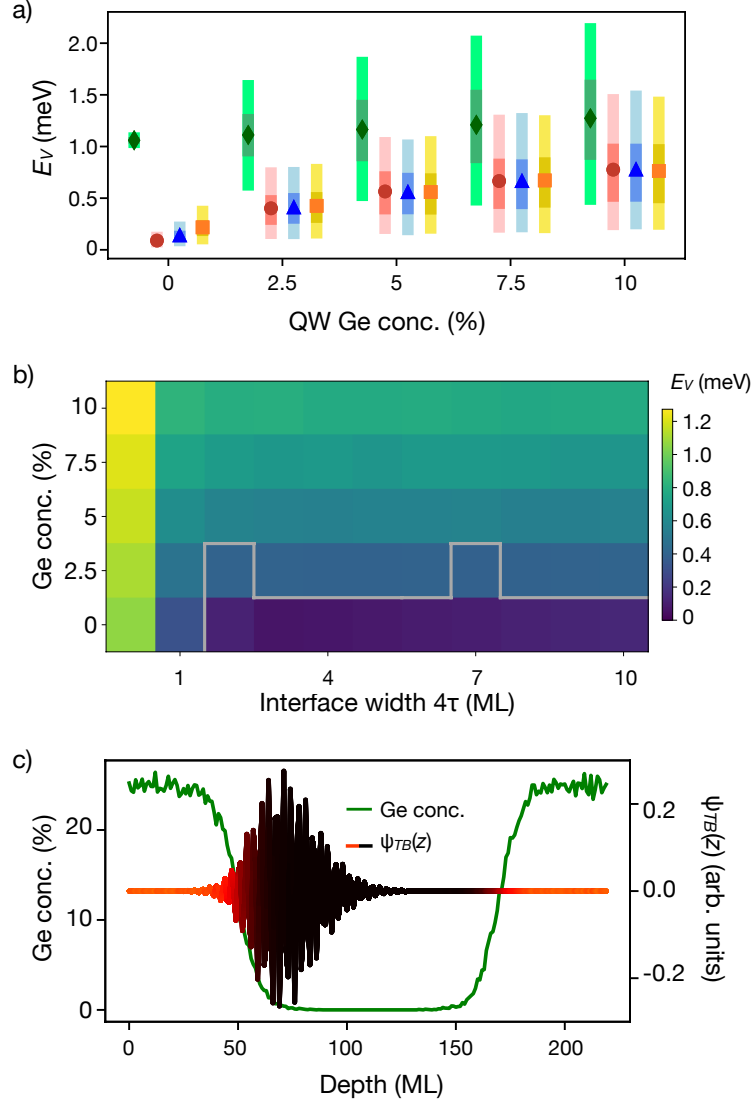 a)
2.0
1.5
1.0
0.5
0
E_V (meV)
0 2.5 5 7.5 10
QW Ge conc. (%)
b)
10
7.5
5
2.5
0
Ge conc. (%)
1 4 7 10
Interface width 4τ (ML)
E_V (meV)
1.2
1.0
0.8
0.6
0.4
0.2
0
c)
20
10
0
Ge conc. (%)
Ge conc.
ψ_TB(z)
0.2
0.0
-0.2
ψ_TB(z) (arb. units)
0 50 100 150 200
Depth (ML)